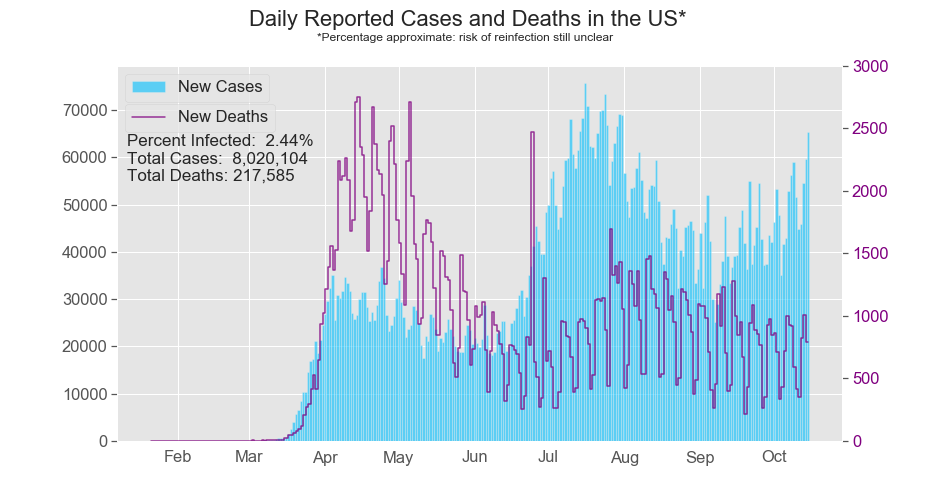 Daily Reported Cases and Deaths in the US*
*Percentage approximate: risk of reinfection still unclear
New Cases
New Deaths
Percent Infected:  2.44%
Total Cases:  8,020,104
Total Deaths: 217,585
70000
60000
50000
40000
30000
20000
10000
0
3000
2500
2000
1500
1000
500
0
Feb Mar Apr May Jun Jul Aug Sep Oct